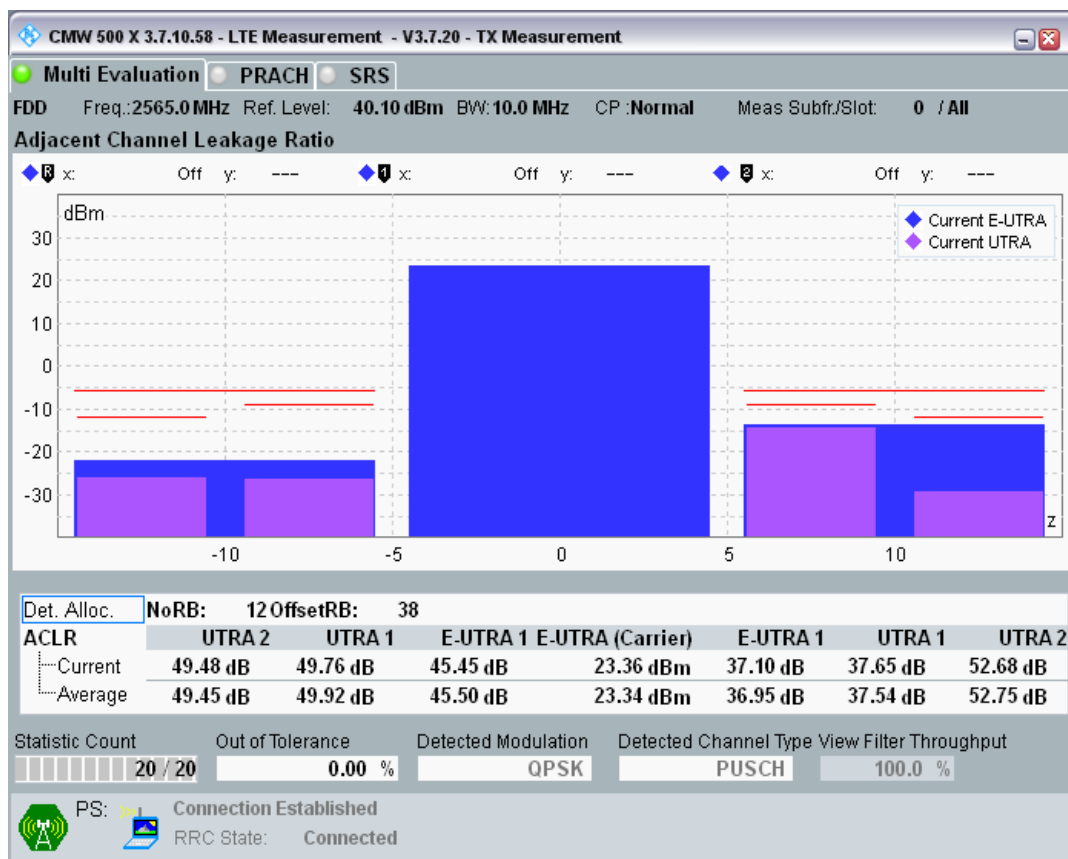 CMW 500 X 3.7.10.58 - LTE Measurement - V3.7.20 - TX Measurement
Multi Evaluation PRACH SRS
FDD Freq.:2565.0 MHz Ref. Level: 40.10 dBm BW: 10.0 MHz CP :Normal Meas Subfr./Slot: 0 / All
Adjacent Channel Leakage Ratio
R x: Off y: --- 1 x: Off y: --- 2 x: Off y: ---
dBm
Current E-UTRA
Current UTRA
30
20
10
0
-10
-20
-30
z
-10 -5 0 5 10
Det. Alloc. NoRB: 12 OffsetRB: 38
ACLR UTRA 2 UTRA 1 E-UTRA 1 E-UTRA (Carrier) E-UTRA 1 UTRA 1 UTRA 2
Current 49.48 dB 49.76 dB 45.45 dB 23.36 dBm 37.10 dB 37.65 dB 52.68 dB
Average 49.45 dB 49.92 dB 45.50 dB 23.34 dBm 36.95 dB 37.54 dB 52.75 dB
Statistic Count Out of Tolerance Detected Modulation Detected Channel Type View Filter Throughput
20 / 20 0.00 % QPSK PUSCH 100.0 %
PS: Connection Established
RRC State: Connected